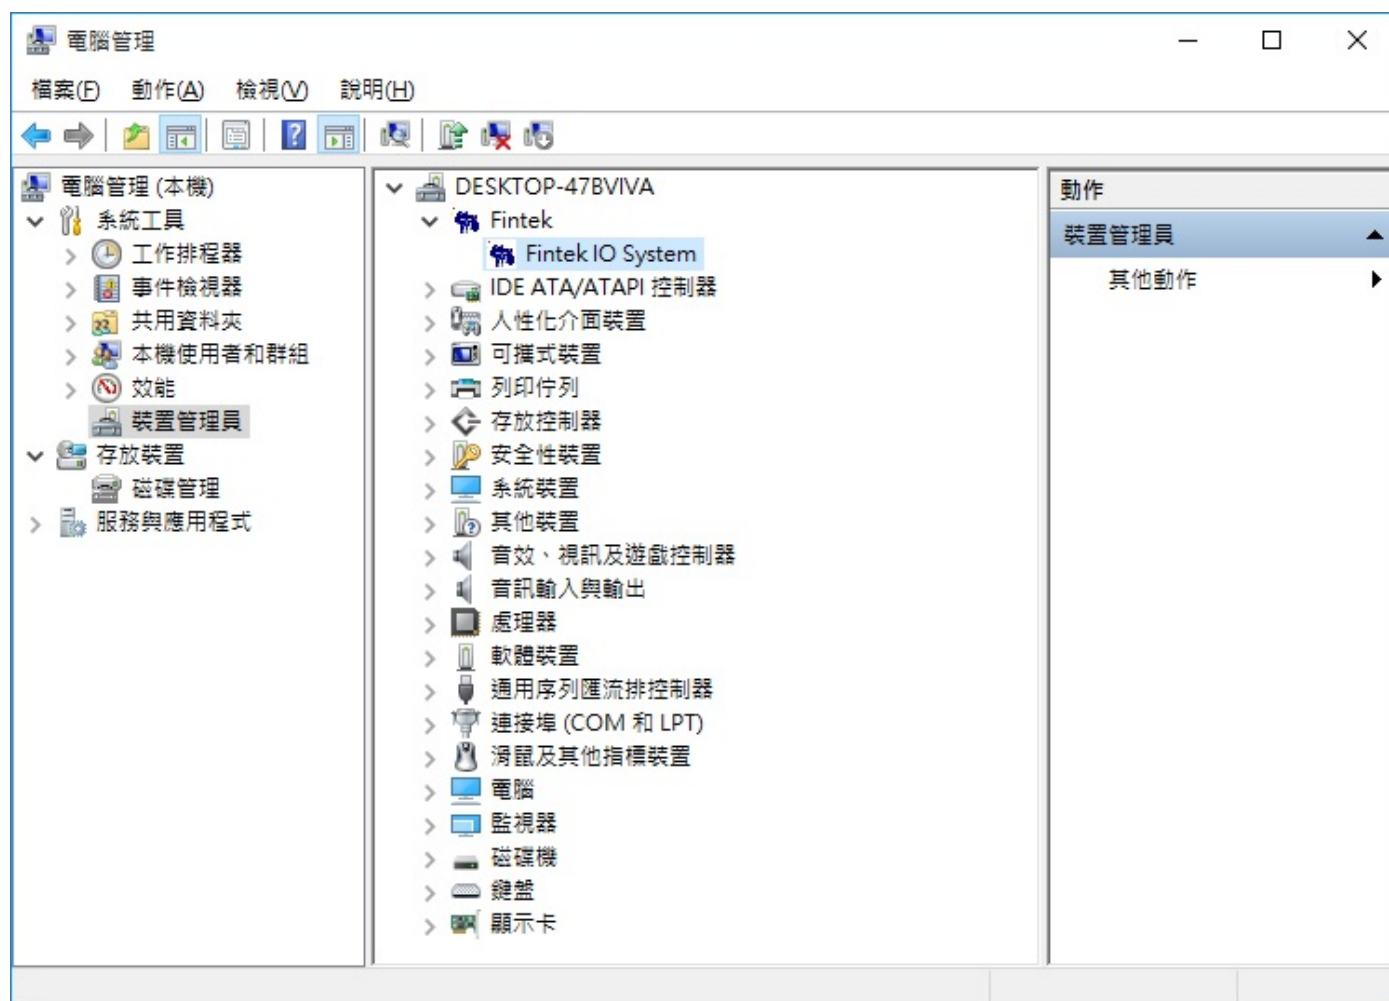 電腦管理
檔案(F) 動作(A) 檢視(V) 說明(H)
電腦管理 (本機)
系統工具
工作排程器
事件檢視器
共用資料夾
本機使用者和群組
效能
裝置管理員
存放裝置
磁碟管理
服務與應用程式
DESKTOP-47BVIVA
Fintek
Fintek IO System
IDE ATA/ATAPI 控制器
人性化介面裝置
可攜式裝置
列印佇列
存放控制器
安全性裝置
系統裝置
其他裝置
音效、視訊及遊戲控制器
音訊輸入與輸出
處理器
軟體裝置
通用序列匯流排控制器
連接埠 (COM 和 LPT)
滑鼠及其他指標裝置
電腦
監視器
磁碟機
鍵盤
顯示卡
動作
裝置管理員
其他動作